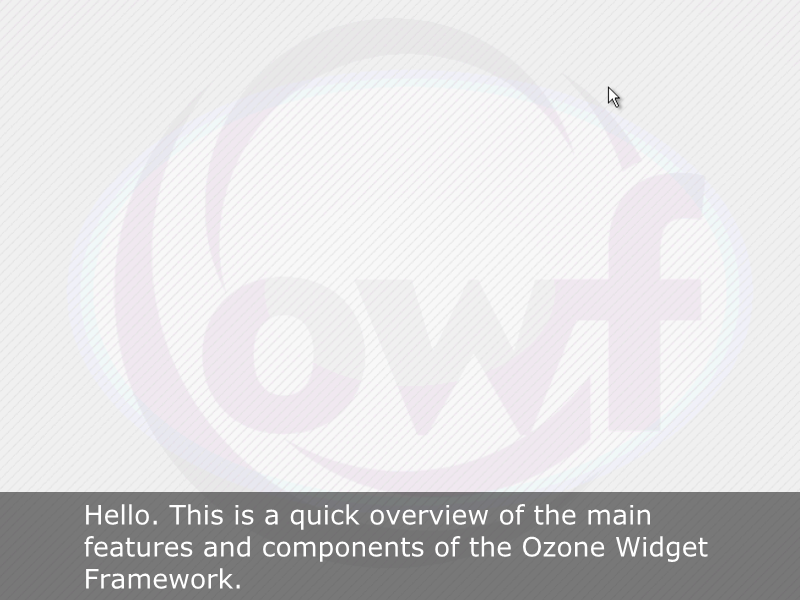 owf
Hello. This is a quick overview of the main
features and components of the Ozone Widget
Framework.